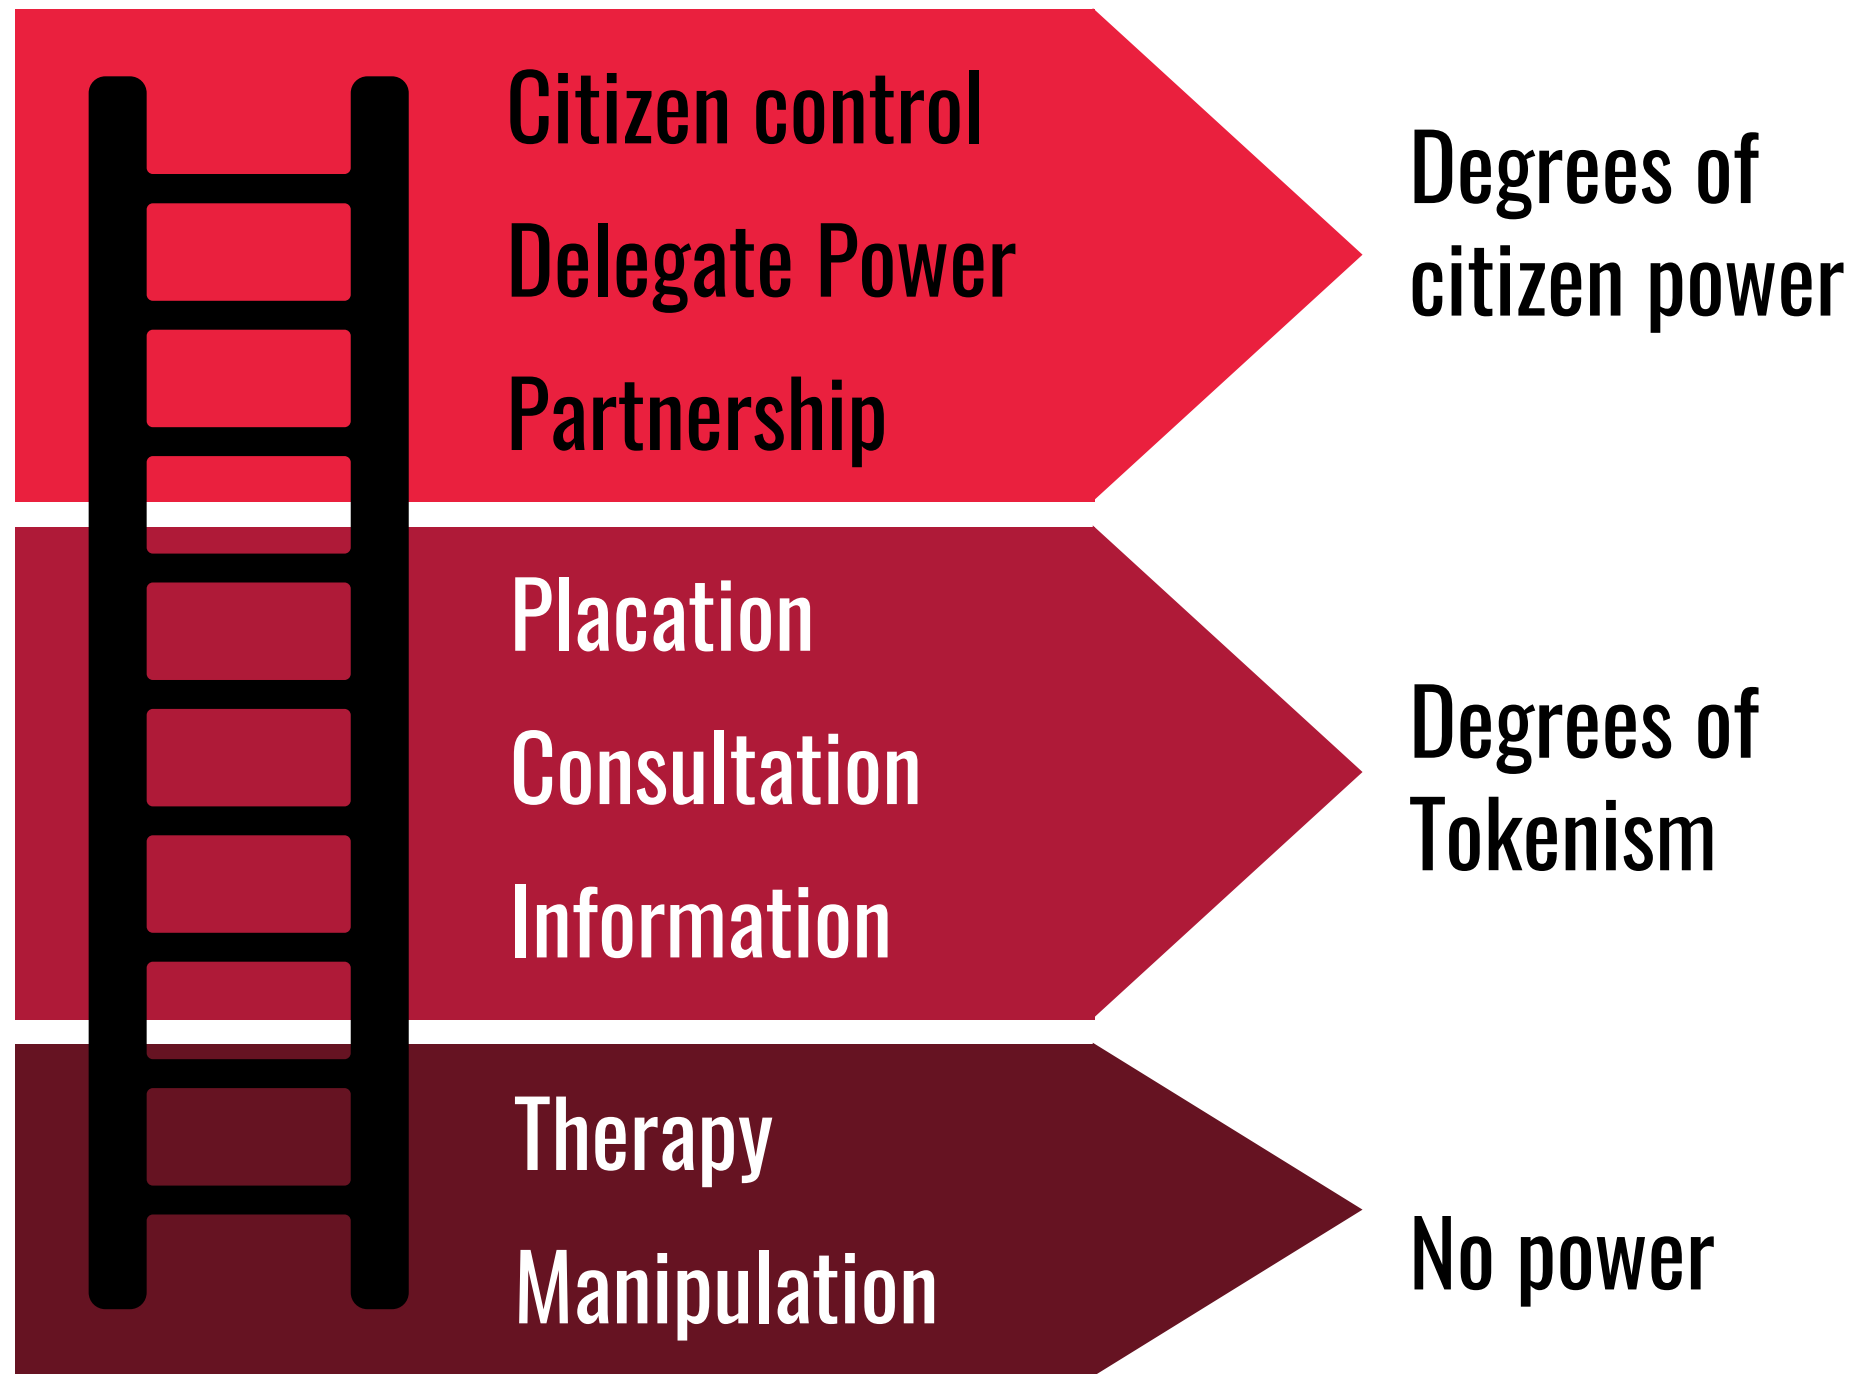 Citizen control
Delegate Power
Partnership
Degrees of
citizen power
Placation
Consultation
Information
Degrees of
Tokenism
Therapy
Manipulation
No power